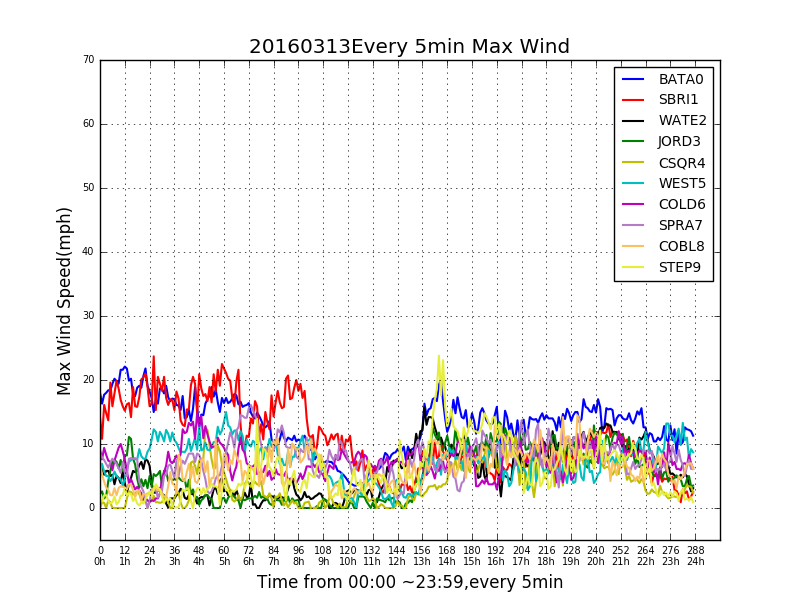 20160313Every 5min Max Wind
70
60
50
40
30
20
10
0
Max Wind Speed(mph)
BATA0
SBRI1
WATE2
JORD3
CSQR4
WEST5
COLD6
SPRA7
COBL8
STEP9
0 12 24 36 48 60 72 84 96 108 120 132 144 156 168 180 192 204 216 228 240 252 264 276 288
0h 1h 2h 3h 4h 5h 6h 7h 8h 9h 10h 11h 12h 13h 14h 15h 16h 17h 18h 19h 20h 21h 22h 23h 24h
Time from 00:00 ~23:59,every 5min